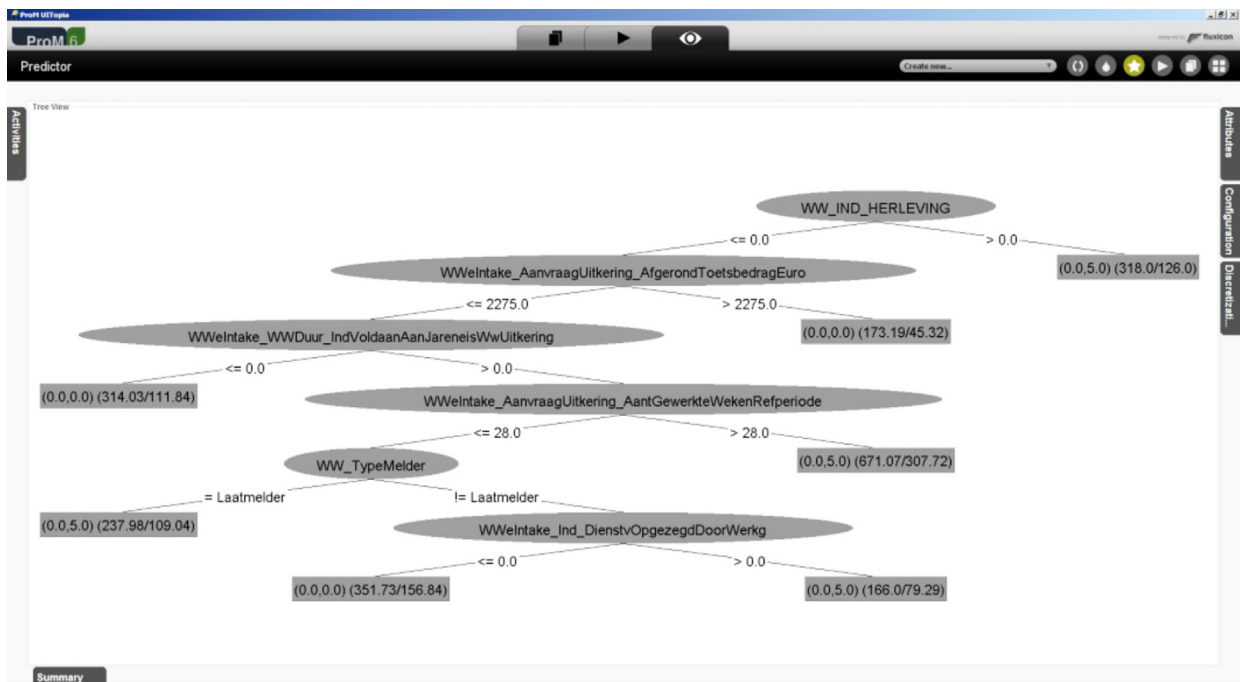 ProM UITopia
ProM 6
designed by fluxicon
Predictor
Create new...
Tree View
Activities
Attributes
Configuration
Discretizati...
WW_IND_HERLEVING
<= 0.0
> 0.0
WWeIntake_AanvraagUitkering_AfgerondToetsbedragEuro
(0.0,5.0) (318.0/126.0)
<= 2275.0
> 2275.0
WWeIntake_WWDuur_IndVoldaanAanJareneisWwUitkering
(0.0,0.0) (173.19/45.32)
<= 0.0
> 0.0
(0.0,0.0) (314.03/111.84)
WWeIntake_AanvraagUitkering_AantGewerkteWekenRefperiode
<= 28.0
> 28.0
WW_TypeMelder
(0.0,5.0) (671.07/307.72)
= Laatmelder
!= Laatmelder
(0.0,5.0) (237.98/109.04)
WWeIntake_Ind_DienstvOpgezegdDoorWerkg
<= 0.0
> 0.0
(0.0,0.0) (351.73/156.84)
(0.0,5.0) (166.0/79.29)
Summary